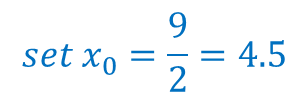 set x₀ = 9/2 = 4.5